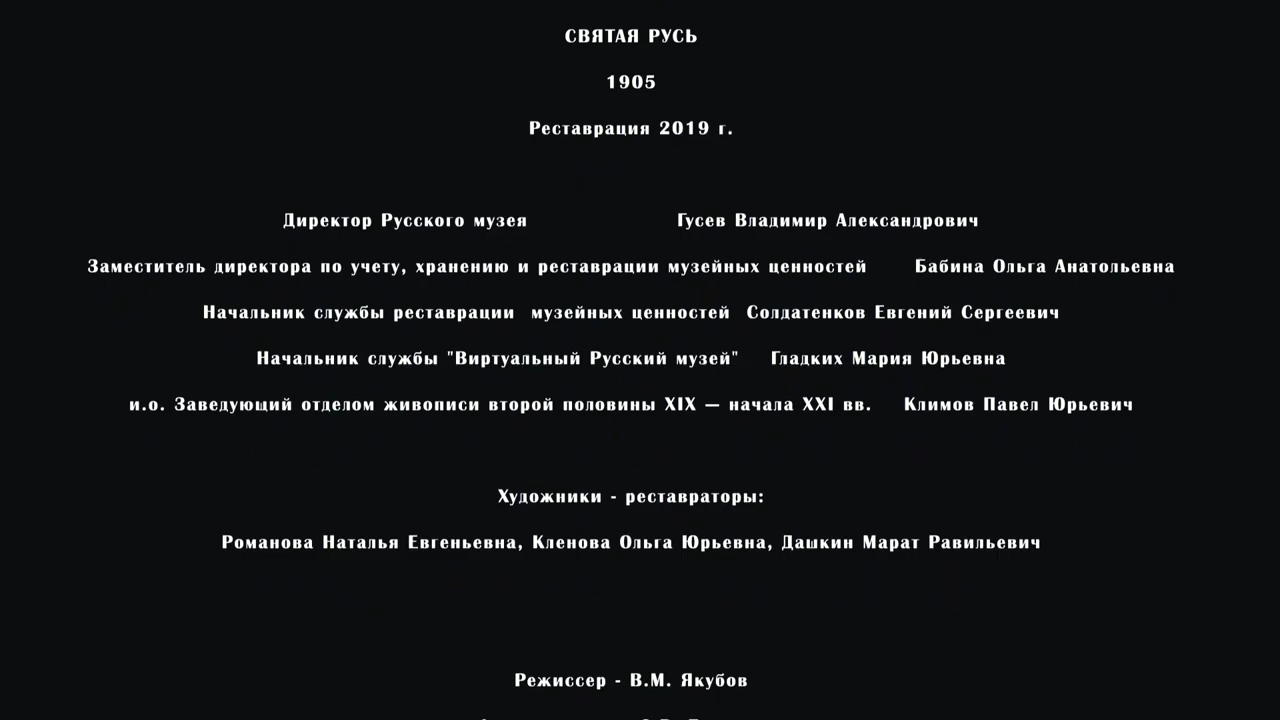 СВЯТАЯ РУСЬ
1905
Реставрация 2019 г.
Директор Русского музея Гусев Владимир Александрович
Заместитель директора по учету, хранению и реставрации музейных ценностей Бабина Ольга Анатольевна
Начальник службы реставрации музейных ценностей Солдатенков Евгений Сергеевич
Начальник службы "Виртуальный Русский музей" Гладких Мария Юрьевна
и.о. Заведующий отделом живописи второй половины XIX — начала XXI вв. Климов Павел Юрьевич
Художники - реставраторы:
Романова Наталья Евгеньевна, Кленова Ольга Юрьевна, Дашкин Марат Равильевич
Режиссер - В.М. Якубов